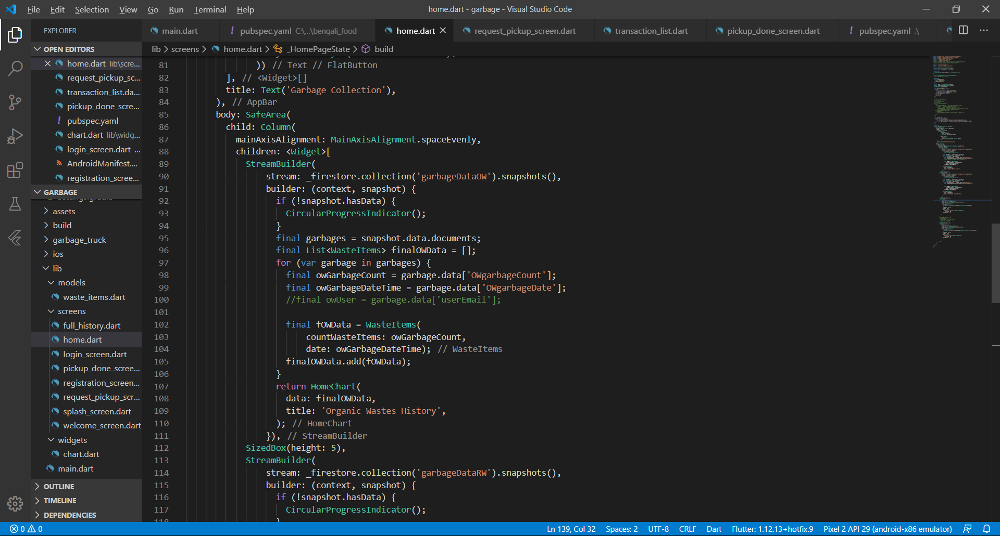 File Edit Selection View Go Run Terminal Help
home.dart - garbage - Visual Studio Code
EXPLORER
OPEN EDITORS
home.dart lib\scre...
request_pickup_sc...
transaction_list.da...
pickup_done_scre...
! pubspec.yaml
chart.dart lib\widg...
login_screen.dart ...
AndroidManifest....
registration_scree...
GARBAGE
assets
build
garbage_truck
ios
lib
models
waste_items.dart
screens
full_history.dart
home.dart
login_screen.dart
pickup_done_scree...
registration_screen...
request_pickup_scr...
splash_screen.dart
welcome_screen.dart
widgets
chart.dart
main.dart
OUTLINE
TIMELINE
DEPENDENCIES
main.dart ! pubspec.yaml C:\...\bengali_food home.dart request_pickup_screen.dart transaction_list.dart pickup_done_screen.dart ! pubspec.yaml .\
lib > screens > home.dart > _HomePageState > build
81 )) // Text // FlatButton
82 ], // <Widget>[]
83 title: Text('Garbage Collection'),
84 ), // AppBar
85 body: SafeArea(
86 child: Column(
87 mainAxisAlignment: MainAxisAlignment.spaceEvenly,
88 children: <Widget>[
89 StreamBuilder(
90 stream: _firestore.collection('garbageDataOW').snapshots(),
91 builder: (context, snapshot) {
92 if (!snapshot.hasData) {
93 CircularProgressIndicator();
94 }
95 final garbages = snapshot.data.documents;
96 final List<WasteItems> finalOWData = [];
97 for (var garbage in garbages) {
98 final owGarbageCount = garbage.data['OWgarbageCount'];
99 final owGarbageDateTime = garbage.data['OWgarbageDate'];
100 //final owUser = garbage.data['userEmail'];
101
102 final fOWData = WasteItems(
103 countWasteItems: owGarbageCount,
104 date: owGarbageDateTime); // WasteItems
105 finalOWData.add(fOWData);
106 }
107 return HomeChart(
108 data: finalOWData,
109 title: 'Organic Wastes History',
110 ); // HomeChart
111 }), // StreamBuilder
112 SizedBox(height: 5),
113 StreamBuilder(
114 stream: _firestore.collection('garbageDataRW').snapshots(),
115 builder: (context, snapshot) {
116 if (!snapshot.hasData) {
117 CircularProgressIndicator();
0 0
Ln 139, Col 32 Spaces: 2 UTF-8 CRLF Dart Flutter: 1.12.13+hotfix.9 Pixel 2 API 29 (android-x86 emulator)